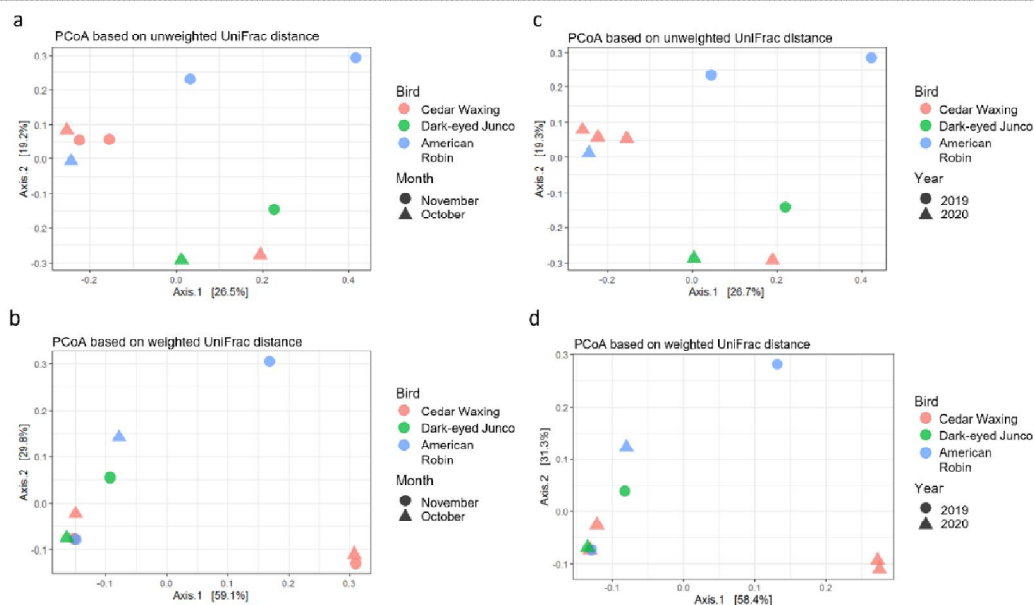 a
PCoA based on unweighted UniFrac distance
0.3
0.2
0.1
0.0
-0.1
-0.2
-0.3
Axis.2 [19.2%]
-0.2
0.0
0.2
0.4
Axis.1 [26.5%]
Bird
Cedar Waxing
Dark-eyed Junco
American
Robin
Month
November
October
c
PCoA based on unweighted UniFrac distance
0.3
0.2
0.1
0.0
-0.1
-0.2
-0.3
Axis.2 [19.3%]
-0.2
0.0
0.2
0.4
Axis.1 [26.7%]
Bird
Cedar Waxing
Dark-eyed Junco
American
Robin
Year
2019
2020
b
PCoA based on weighted UniFrac distance
0.3
0.2
0.1
0.0
-0.1
Axis.2 [29.8%]
-0.1
0.0
0.1
0.2
0.3
Axis.1 [59.1%]
Bird
Cedar Waxing
Dark-eyed Junco
American
Robin
Month
November
October
d
PCoA based on weighted UniFrac distance
0.3
0.2
0.1
0.0
-0.1
Axis.2 [31.3%]
-0.1
0.0
0.1
0.2
Axis.1 [58.4%]
Bird
Cedar Waxing
Dark-eyed Junco
American
Robin
Year
2019
2020